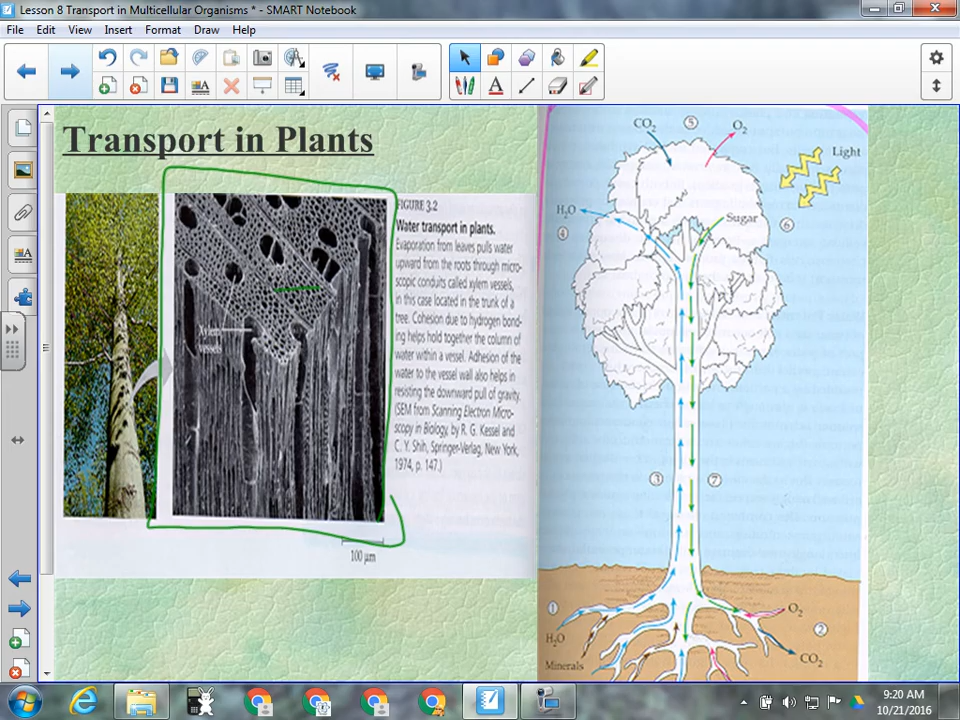 Lesson 8 Transport in Multicellular Organisms * - SMART Notebook
File Edit View Insert Format Draw Help
Transport in Plants
FIGURE 3.2
Water transport in plants.
Evaporation from leaves pulls water
upward from the roots through micro-
scopic conduits called xylem vessels,
in this case located in the trunk of a
tree. Cohesion due to hydrogen bond-
ing helps hold together the column of
water within a vessel. Adhesion of the
water to the vessel wall also helps in
resisting the downward pull of gravity.
(SEM from Scanning Electron Micro-
scopy in Biology, by R. G. Kessel and
C. Y. Shih, Springer-Verlag, New York,
1974, p. 147.)
Xylem
vessels
100 µm
CO2
5
O2
Light
H2O
Sugar
4
6
3
7
1
O2
H2O
2
Minerals
CO2
9:20 AM
10/21/2016